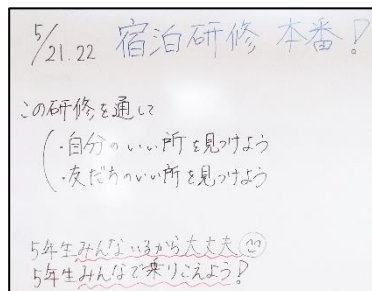 5/21.22 宿泊研修 本番!
この研修を通して
・自分のいい所を見つけよう
・友だちのいい所を見つけよう
5年生みんないるから大丈夫
5年生みんなで乗りこえよう!